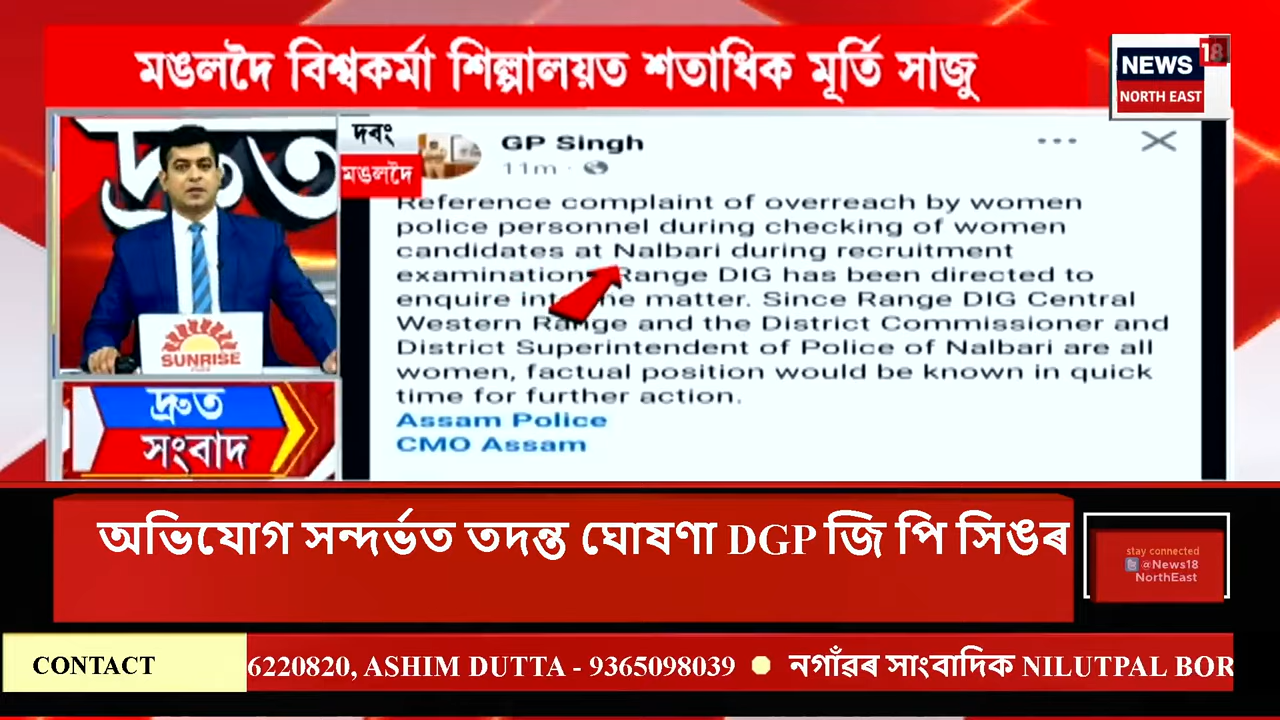 মঙলদৈ বিশ্বকৰ্মা শিল্পালয়ত শতাধিক মূৰ্তি সাজু
NEWS 18
NORTH EAST
দ্ৰুত
SUNRISE
দবং
মঙলদৈ
GP Singh
11m
Reference complaint of overreach by women
police personnel during checking of women
candidates at Nalbari during recruitment
examination Range DIG has been directed to
enquire into the matter. Since Range DIG Central
Western Range and the District Commissioner and
District Superintendent of Police of Nalbari are all
women, factual position would be known in quick
time for further action.
Assam Police
CMO Assam
দ্ৰুত
সংবাদ
অভিযোগ সন্দৰ্ভত তদন্ত ঘোষণা DGP জি পি সিঙৰ
stay connected
@News18
NorthEast
CONTACT
6220820, ASHIM DUTTA - 9365098039 নগাঁৱৰ সাংবাদিক NILUTPAL BOR